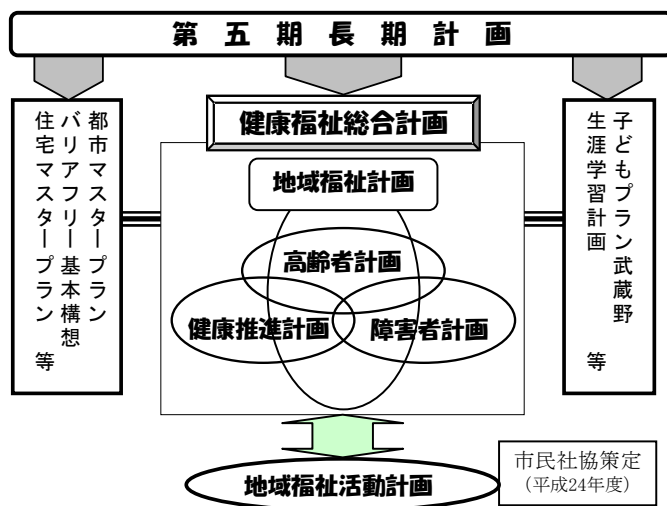 第五期長期計画
都市マスタープラン
バリアフリー基本構想
住宅マスタープラン　等
健康福祉総合計画
地域福祉計画
高齢者計画
健康推進計画
障害者計画
子どもプラン武蔵野
生涯学習計画　等
地域福祉活動計画
市民社協策定
（平成24年度）